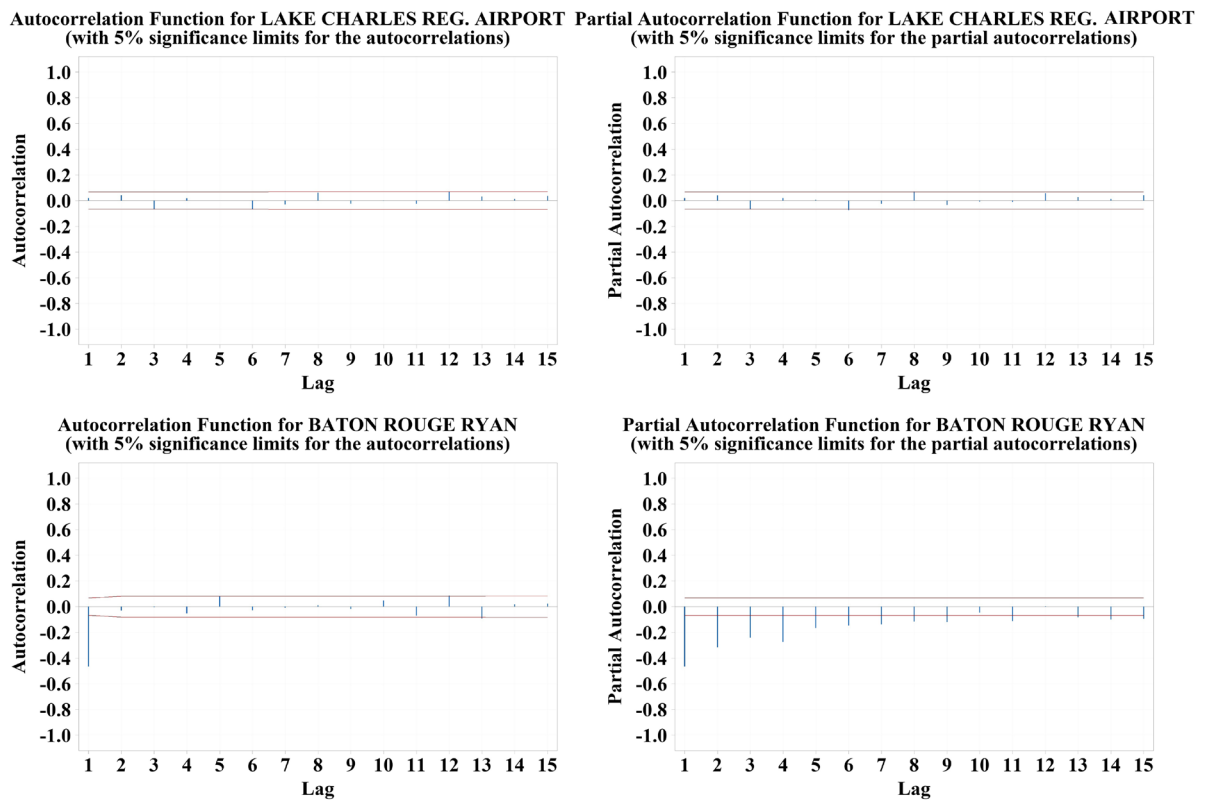 Autocorrelation Function for LAKE CHARLES REG. AIRPORT
(with 5% significance limits for the autocorrelations)
1.0
0.8
0.6
0.4
0.2
0.0
-0.2
-0.4
-0.6
-0.8
-1.0
Autocorrelation
1 2 3 4 5 6 7 8 9 10 11 12 13 14 15
Lag
Partial Autocorrelation Function for LAKE CHARLES REG. AIRPORT
(with 5% significance limits for the partial autocorrelations)
1.0
0.8
0.6
0.4
0.2
0.0
-0.2
-0.4
-0.6
-0.8
-1.0
Partial Autocorrelation
1 2 3 4 5 6 7 8 9 10 11 12 13 14 15
Lag
Autocorrelation Function for BATON ROUGE RYAN
(with 5% significance limits for the autocorrelations)
1.0
0.8
0.6
0.4
0.2
0.0
-0.2
-0.4
-0.6
-0.8
-1.0
Autocorrelation
1 2 3 4 5 6 7 8 9 10 11 12 13 14 15
Lag
Partial Autocorrelation Function for BATON ROUGE RYAN
(with 5% significance limits for the partial autocorrelations)
1.0
0.8
0.6
0.4
0.2
0.0
-0.2
-0.4
-0.6
-0.8
-1.0
Partial Autocorrelation
1 2 3 4 5 6 7 8 9 10 11 12 13 14 15
Lag